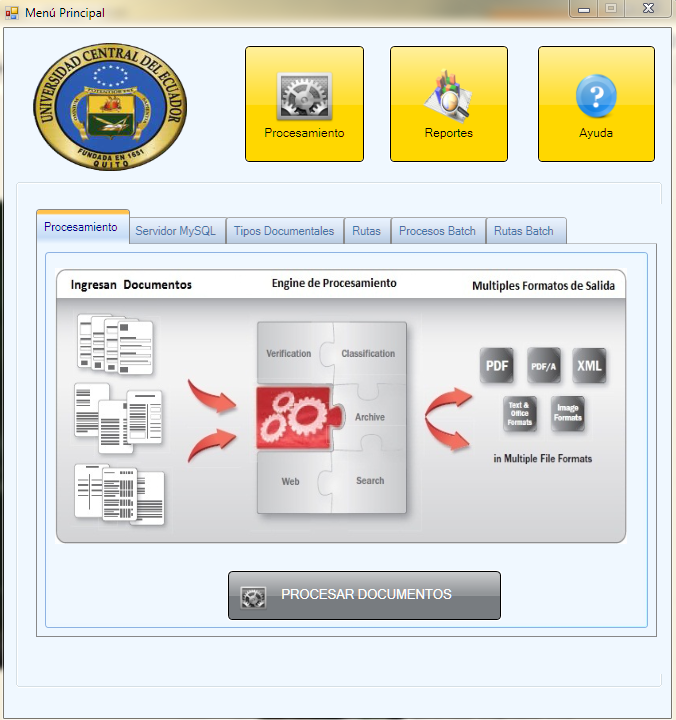 Menú Principal
UNIVERSIDAD CENTRAL DEL ECUADOR
FUNDADA EN 1651
QUITO
Procesamiento
Reportes
Ayuda
Procesamiento
Servidor MySQL
Tipos Documentales
Rutas
Procesos Batch
Rutas Batch
Ingresan Documentos
Engine de Procesamiento
Multiples Formatos de Salida
Verification
Classification
Archive
Web
Search
PDF
PDF/A
XML
Text &
Office
Formats
Image
Formats
in Multiple File Formats
PROCESAR DOCUMENTOS